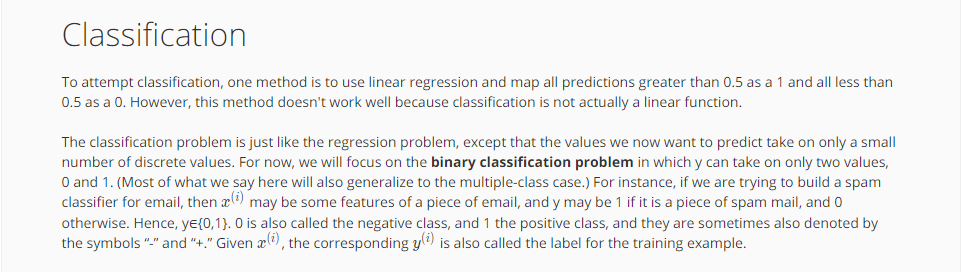 Classification
To attempt classification, one method is to use linear regression and map all predictions greater than 0.5 as a 1 and all less than
0.5 as a 0. However, this method doesn't work well because classification is not actually a linear function.
The classification problem is just like the regression problem, except that the values we now want to predict take on only a small
number of discrete values. For now, we will focus on the binary classification problem in which y can take on only two values,
0 and 1. (Most of what we say here will also generalize to the multiple-class case.) For instance, if we are trying to build a spam
classifier for email, then x^{(i)} may be some features of a piece of email, and y may be 1 if it is a piece of spam mail, and 0
otherwise. Hence, y∈{0,1}. 0 is also called the negative class, and 1 the positive class, and they are sometimes also denoted by
the symbols “-” and “+.” Given x^{(i)}, the corresponding y^{(i)} is also called the label for the training example.